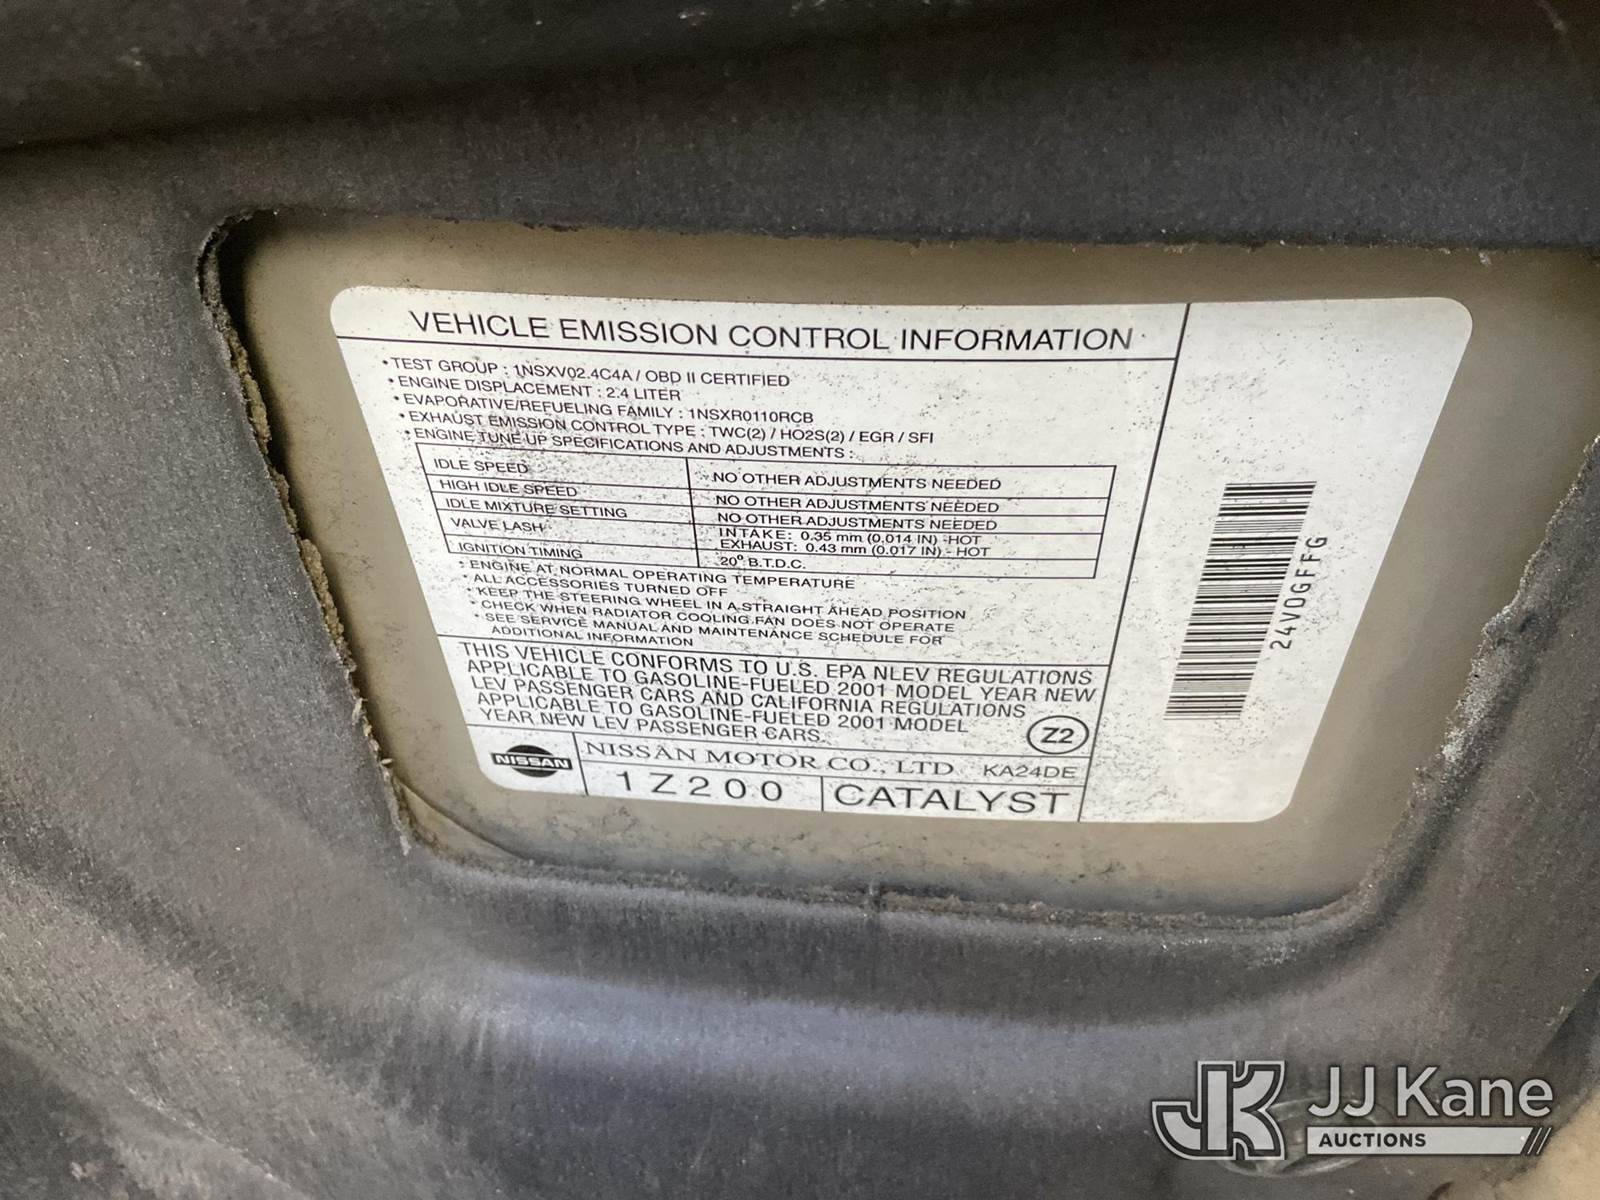 VEHICLE EMISSION CONTROL INFORMATION
•TEST GROUP : 1NSXV02.4C4A / OBD II CERTIFIED
•ENGINE DISPLACEMENT : 2.4 LITER
•EVAPORATIVE/REFUELING FAMILY : 1NSXR0110RCB
•EXHAUST EMISSION CONTROL TYPE : TWC(2) / HO2S(2) / EGR / SFI
•ENGINE TUNE UP SPECIFICATIONS AND ADJUSTMENTS :
IDLE SPEED NO OTHER ADJUSTMENTS NEEDED
HIGH IDLE SPEED NO OTHER ADJUSTMENTS NEEDED
IDLE MIXTURE SETTING NO OTHER ADJUSTMENTS NEEDED
VALVE LASH INTAKE: 0.35 mm (0.014 IN) -HOT
EXHAUST: 0.43 mm (0.017 IN) - HOT
IGNITION TIMING 20° B.T.D.C.
• ENGINE AT NORMAL OPERATING TEMPERATURE
• ALL ACCESSORIES TURNED OFF
• KEEP THE STEERING WHEEL IN A STRAIGHT AHEAD POSITION
• CHECK WHEN RADIATOR COOLING FAN DOES NOT OPERATE
• SEE SERVICE MANUAL AND MAINTENANCE SCHEDULE FOR
ADDITIONAL INFORMATION
THIS VEHICLE CONFORMS TO U.S. EPA NLEV REGULATIONS
APPLICABLE TO GASOLINE-FUELED 2001 MODEL YEAR NEW
LEV PASSENGER CARS AND CALIFORNIA REGULATIONS
APPLICABLE TO GASOLINE-FUELED 2001 MODEL
YEAR NEW LEV PASSENGER CARS.
Z2
NISSAN
NISSAN MOTOR CO., LTD. KA24DE
1Z200 CATALYST
24VOGFFG
JK JJ Kane
AUCTIONS